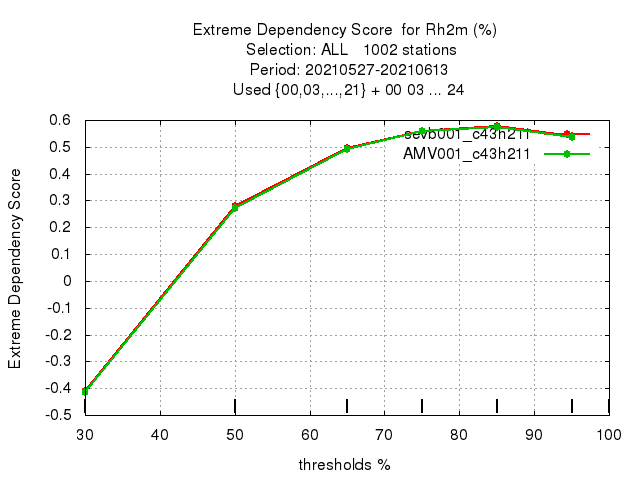 Extreme Dependency Score for Rh2m (%)
Selection: ALL 1002 stations
Period: 20210527-20210613
Used {00,03,...,21} + 00 03 ... 24
Extreme Dependency Score
0.6
0.5
0.4
0.3
0.2
0.1
0
-0.1
-0.2
-0.3
-0.4
-0.5
sevb001_c43h211
AMV001_c43h211
30 40 50 60 70 80 90 100
thresholds %